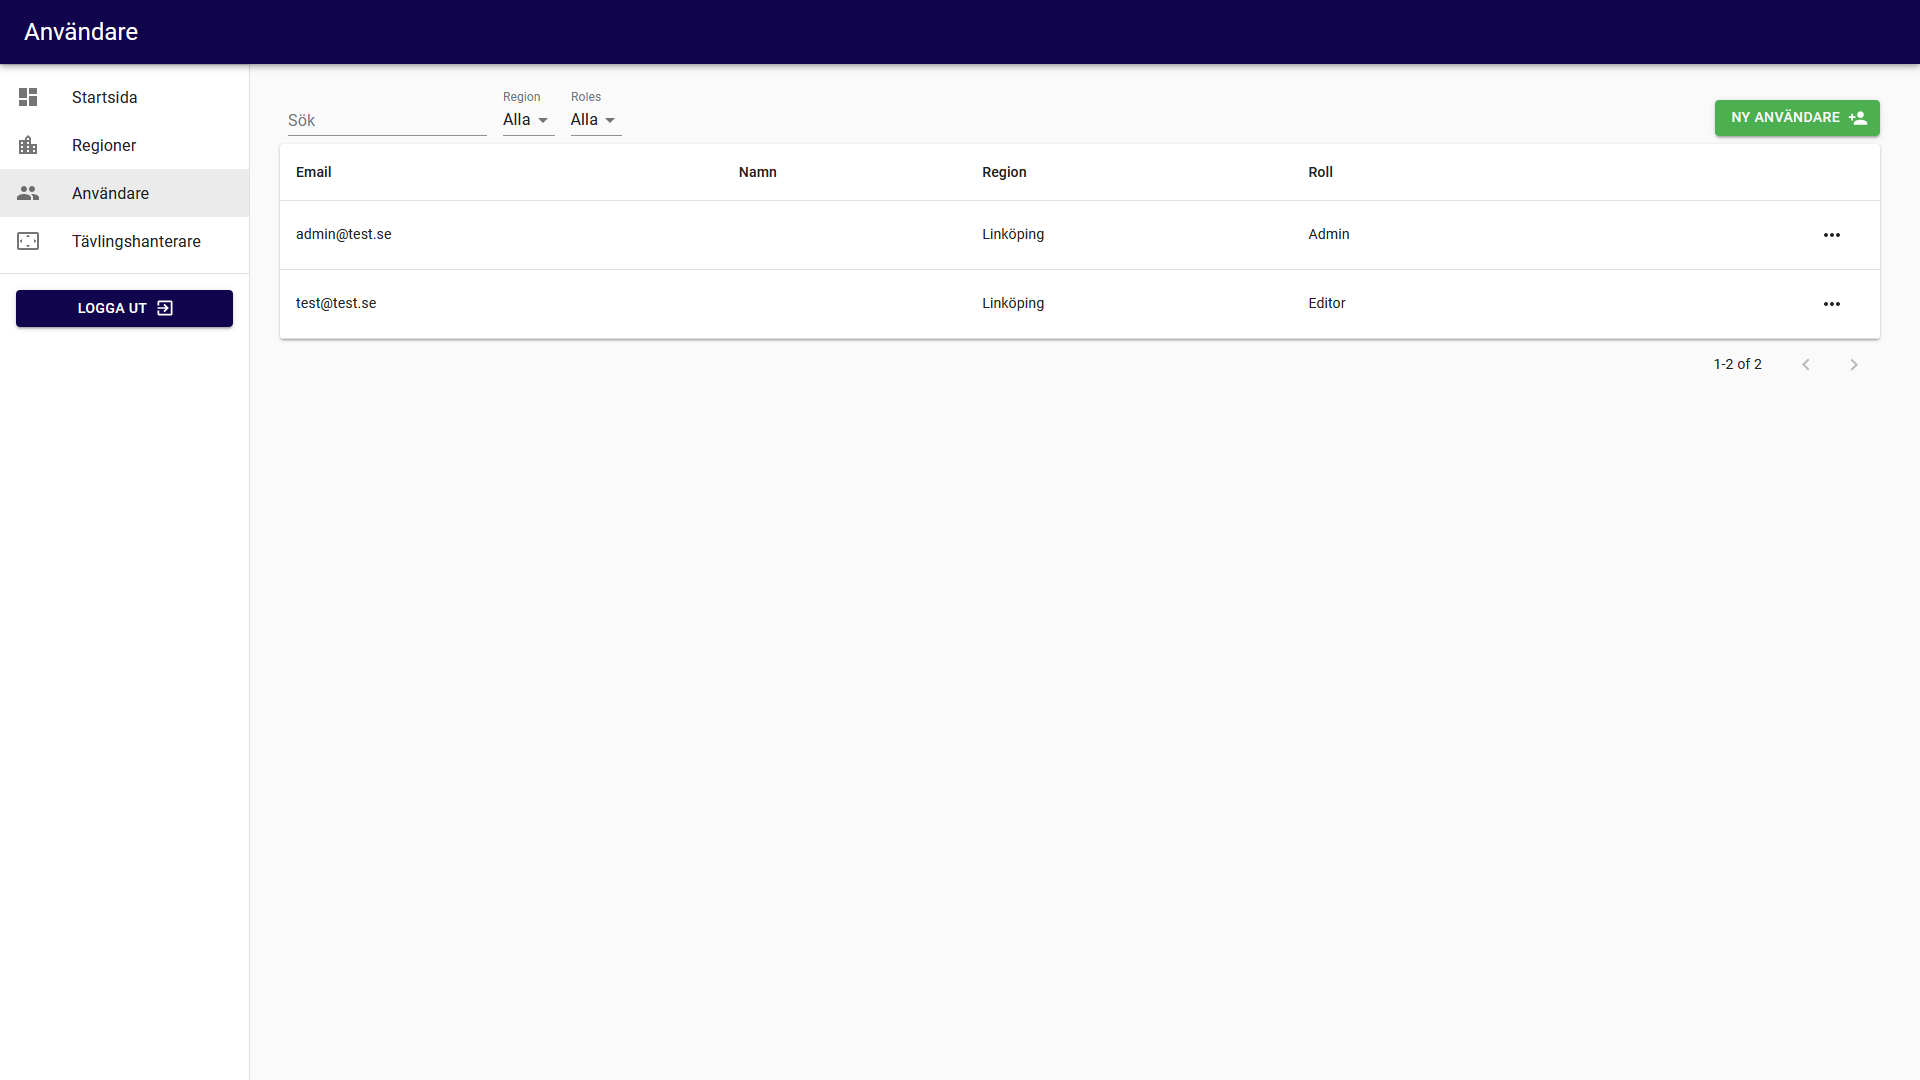 Användare
Startsida
Regioner
Användare
Tävlingshanterare
LOGGA UT
Sök
Region
Alla
Roles
Alla
NY ANVÄNDARE
Email Namn Region Roll
admin@test.se Linköping Admin
test@test.se Linköping Editor
1-2 of 2